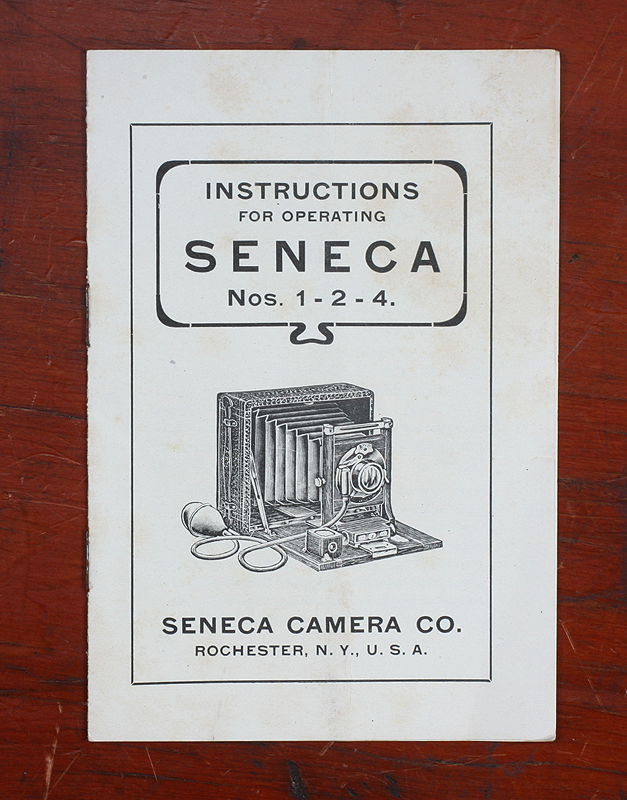 INSTRUCTIONS
FOR OPERATING
SENECA
Nos. 1 - 2 - 4.
SENECA CAMERA CO.
ROCHESTER, N. Y., U. S. A.